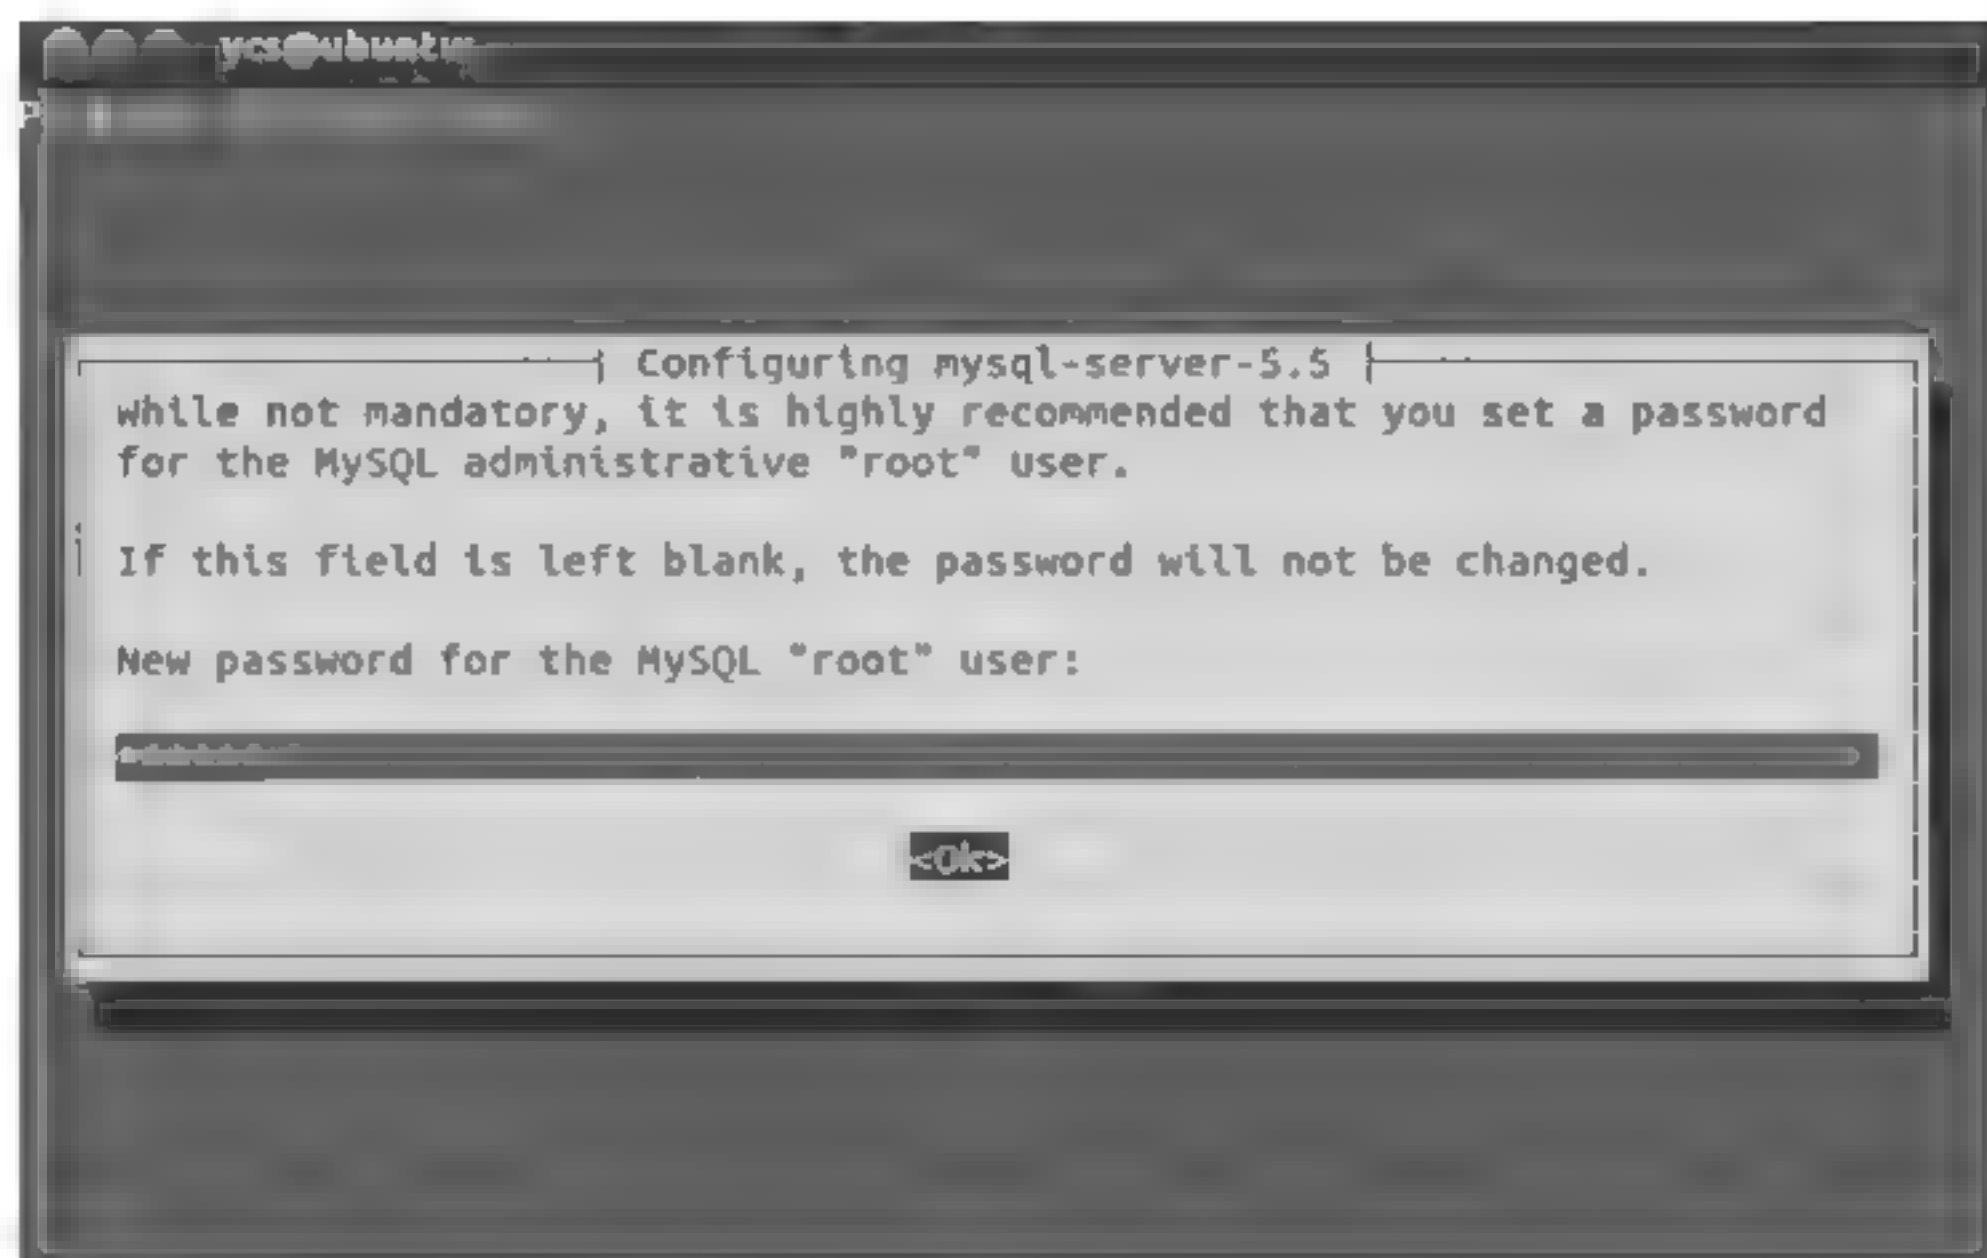 ycs@ubuntu
P
Configuring mysql-server-5.5
While not mandatory, it is highly recommended that you set a password
for the MySQL administrative "root" user.
If this field is left blank, the password will not be changed.
New password for the MySQL "root" user:
<Ok>